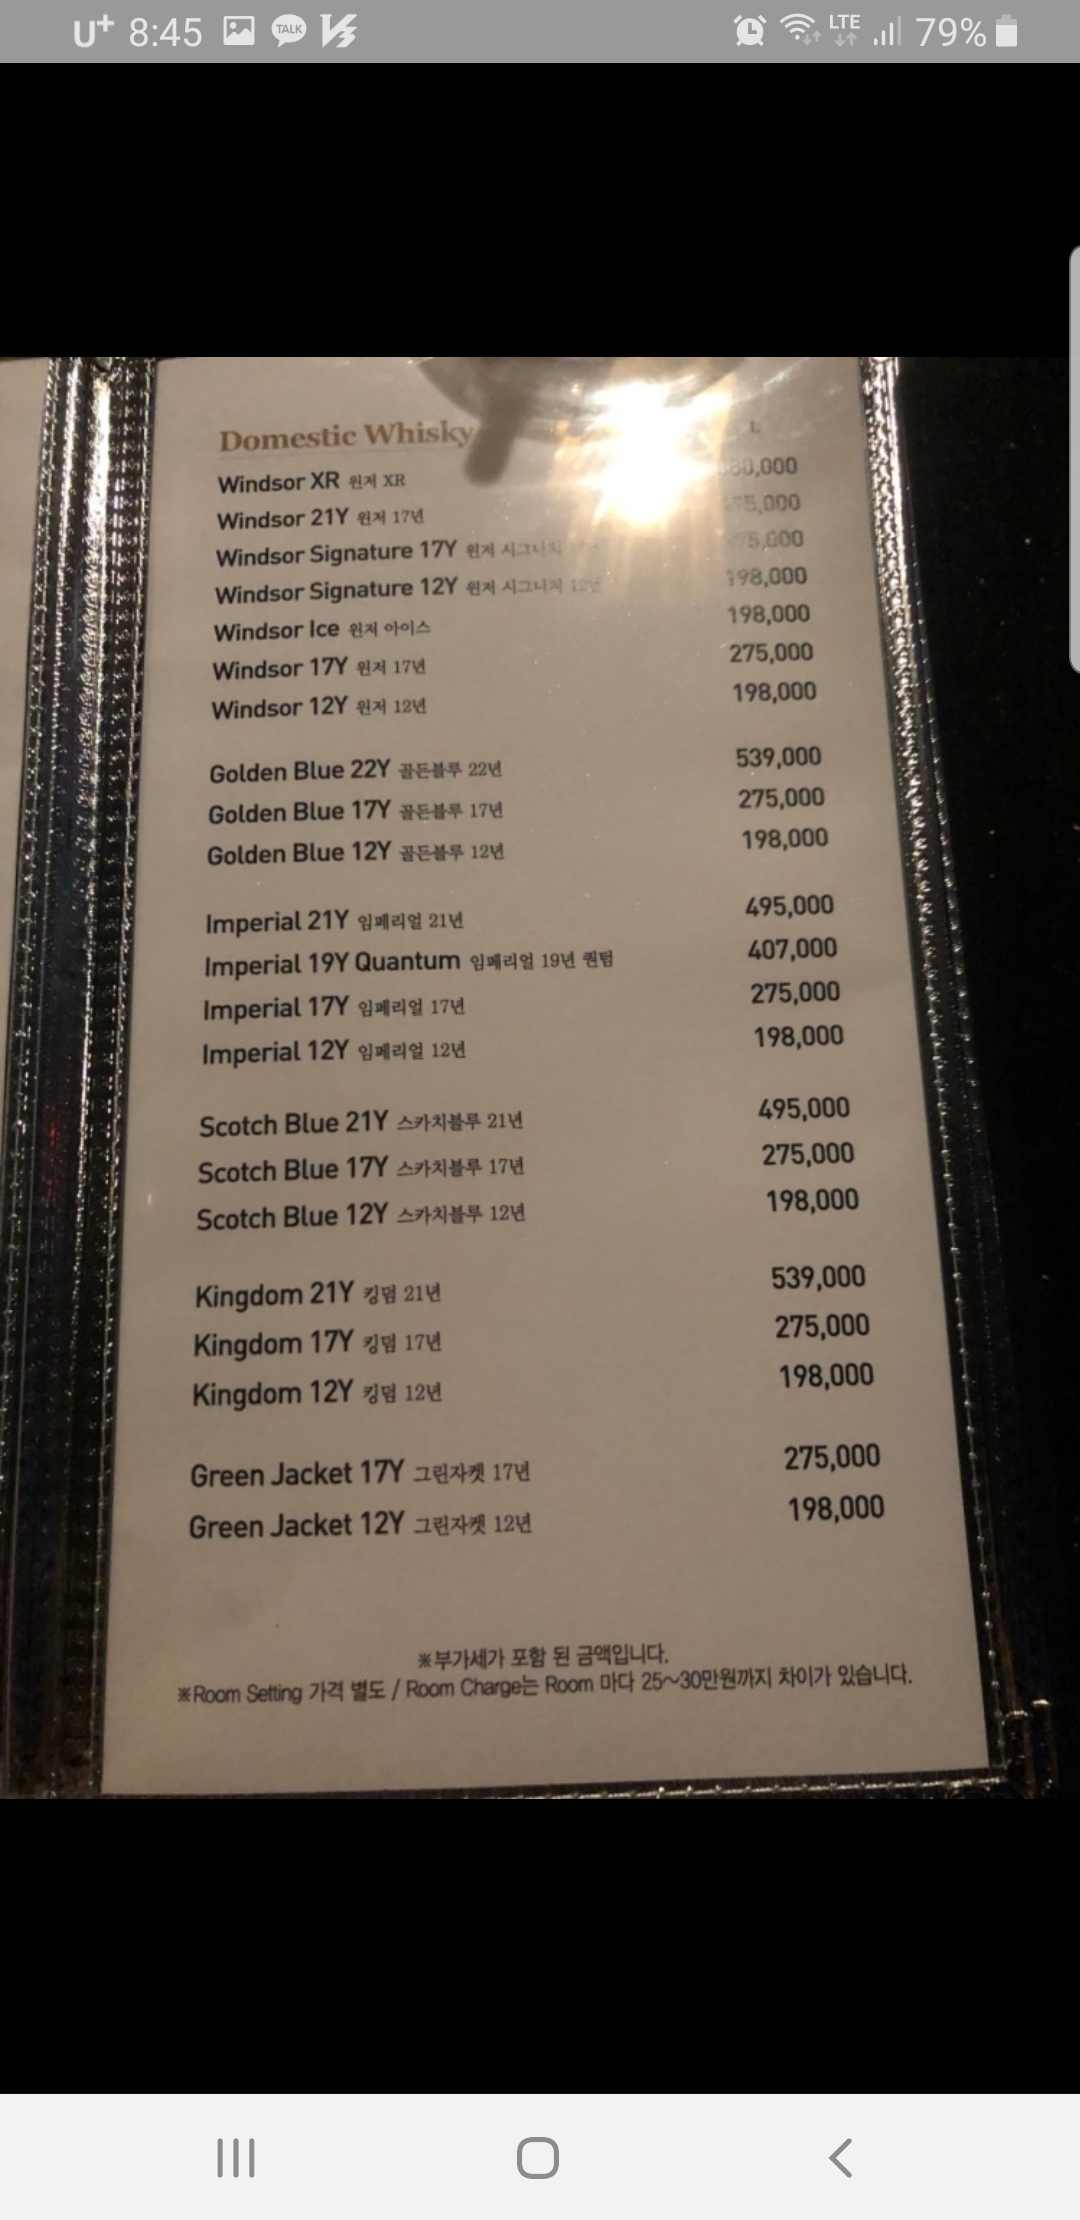 U+ 8:45 TALK LTE 79%
Domestic Whisky
Windsor XR 윈저 XR
Windsor 21Y 윈저 17년
Windsor Signature 17Y 윈저 시그니처
Windsor Signature 12Y 윈저 시그니처 12년 198,000
Windsor Ice 윈저 아이스 198,000
Windsor 17Y 윈저 17년 275,000
Windsor 12Y 윈저 12년 198,000
Golden Blue 22Y 골든블루 22년 539,000
Golden Blue 17Y 골든블루 17년 275,000
Golden Blue 12Y 골든블루 12년 198,000
Imperial 21Y 임페리얼 21년 495,000
Imperial 19Y Quantum 임페리얼 19년 퀀텀 407,000
Imperial 17Y 임페리얼 17년 275,000
Imperial 12Y 임페리얼 12년 198,000
Scotch Blue 21Y 스카치블루 21년 495,000
Scotch Blue 17Y 스카치블루 17년 275,000
Scotch Blue 12Y 스카치블루 12년 198,000
Kingdom 21Y 킹덤 21년 539,000
Kingdom 17Y 킹덤 17년 275,000
Kingdom 12Y 킹덤 12년 198,000
Green Jacket 17Y 그린자켓 17년 275,000
Green Jacket 12Y 그린자켓 12년 198,000
※부가세가 포함 된 금액입니다.
※Room Setting 가격 별도 / Room Charge는 Room 마다 25~30만원까지 차이가 있습니다.